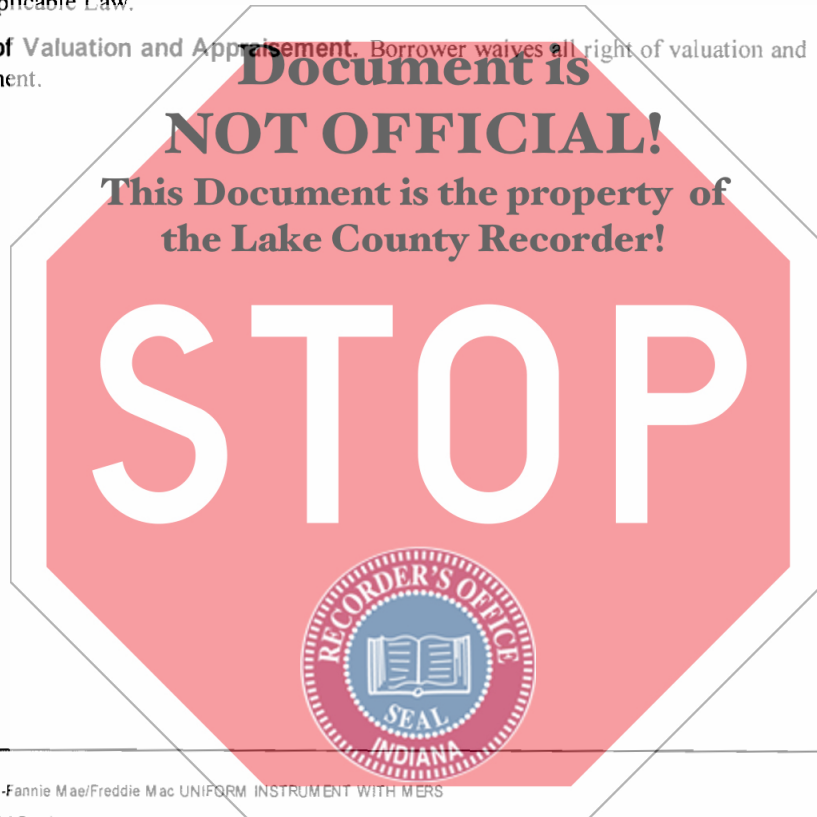 plicable Law.
of Valuation and Appraisement. Borrower waives all right of valuation and
ment.
Document is
NOT OFFICIAL!
This Document is the property of
the Lake County Recorder!
STOP
RECORDER'S OFFICE
SEAL
INDIANA
-Fannie Mae/Freddie Mac UNIFORM INSTRUMENT WITH MERS